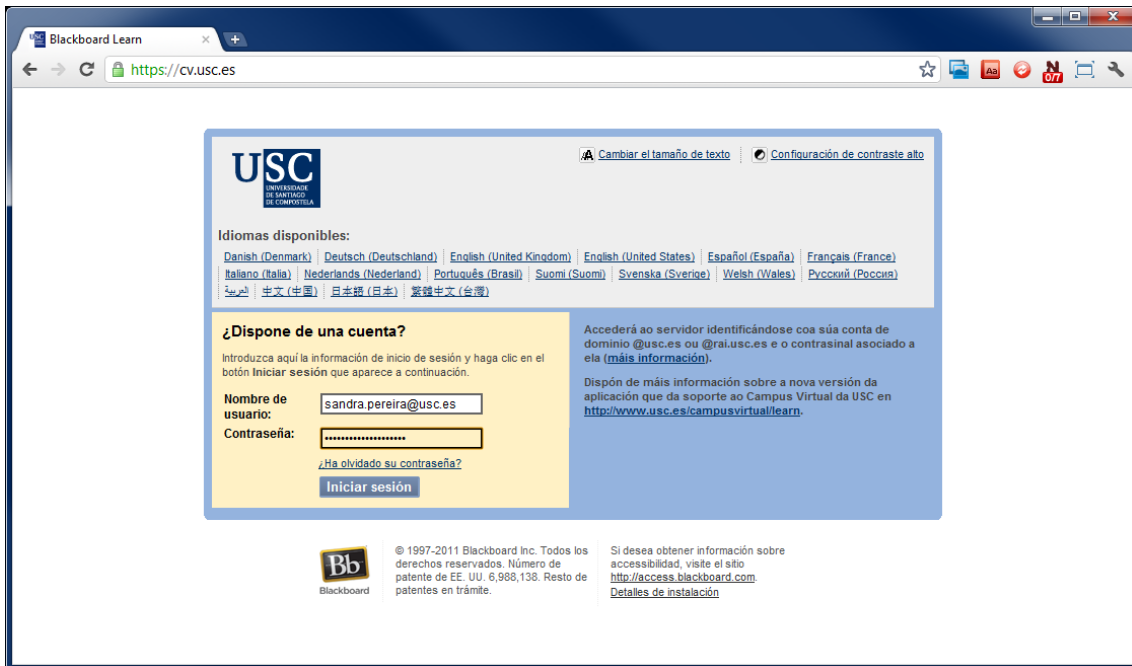 Blackboard Learn
https://cv.usc.es
Aa
N
0/7
USC
UNIVERSIDADE
DE SANTIAGO
DE COMPOSTELA
A Cambiar el tamaño de texto
Configuración de contraste alto
Idiomas disponibles:
Danish (Denmark) Deutsch (Deutschland) English (United Kingdom) English (United States) Español (España) Français (France)
Italiano (Italia) Nederlands (Nederland) Português (Brasil) Suomi (Suomi) Svenska (Sverige) Welsh (Wales) Русский (Россия)
العربية 中文 (中国) 日本語 (日本) 繁體中文 (台灣)
¿Dispone de una cuenta?
Introduzca aquí la información de inicio de sesión y haga clic en el
botón Iniciar sesión que aparece a continuación.
Nombre de
usuario:
sandra.pereira@usc.es
Contraseña:
¿Ha olvidado su contraseña?
Iniciar sesión
Accederá ao servidor identificándose coa súa conta de
dominio @usc.es ou @rai.usc.es e o contrasinal asociado a
ela (máis información).
Dispón de máis información sobre a nova versión da
aplicación que da soporte ao Campus Virtual da USC en
http://www.usc.es/campusvirtual/learn.
Bb
Blackboard
© 1997-2011 Blackboard Inc. Todos los
derechos reservados. Número de
patente de EE. UU. 6,988,138. Resto de
patentes en trámite.
Si desea obtener información sobre
accessibilidad, visite el sitio
http://access.blackboard.com.
Detalles de instalación